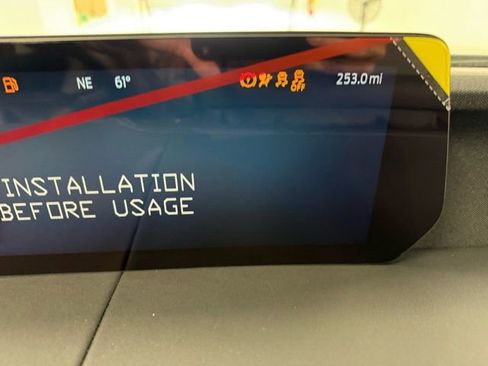 NE 61° OFF 253.0 mi
INSTALLATION
BEFORE USAGE